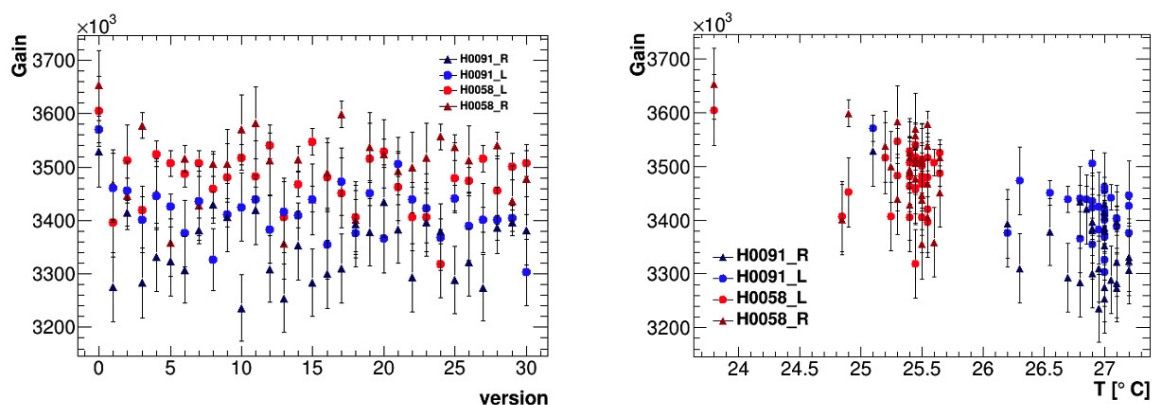 ×10³
Gain
3700
3600
3500
3400
3300
3200
H0091_R
H0091_L
H0058_L
H0058_R
0 5 10 15 20 25 30
version
×10³
Gain
3700
3600
3500
3400
3300
3200
H0091_R
H0091_L
H0058_L
H0058_R
24 24.5 25 25.5 26 26.5 27
T [° C]